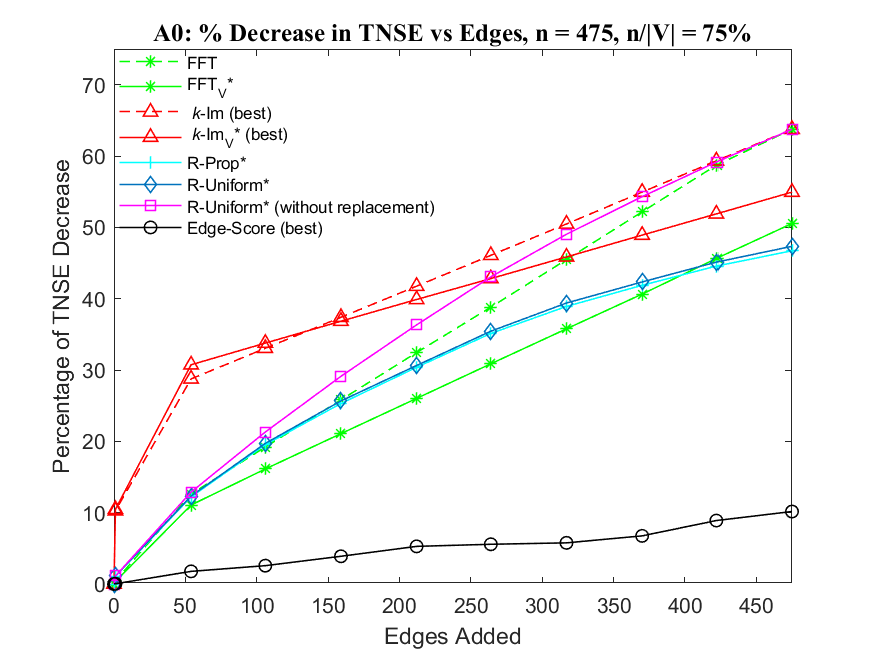 A0: % Decrease in TNSE vs Edges, n = 475, n/|V| = 75%
FFT
FFT_V*
k-Im (best)
k-Im_V* (best)
R-Prop*
R-Uniform*
R-Uniform* (without replacement)
Edge-Score (best)
Percentage of TNSE Decrease
70
60
50
40
30
20
10
0
0 50 100 150 200 250 300 350 400 450
Edges Added